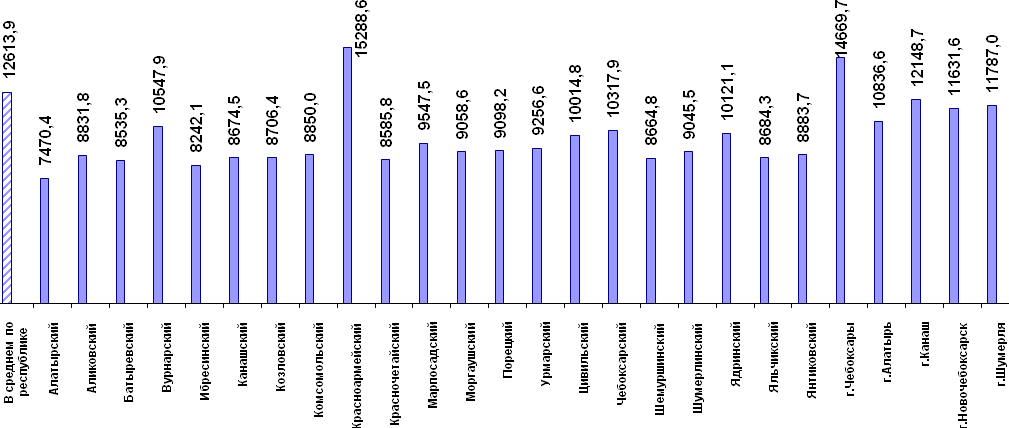 12613,9
7470,4
8831,8
8535,3
10547,9
8242,1
8674,5
8706,4
8850,0
15288,6
8585,8
9547,5
9058,6
9098,2
9256,6
10014,8
10317,9
8664,8
9045,5
10121,1
8684,3
8883,7
14669,7
10836,6
12148,7
11631,6
11787,0
В среднем по
республике
Алатырский
Аликовский
Батыревский
Вурнарский
Ибресинский
Канашский
Козловский
Комсомольский
Красноармейский
Красночетайский
Марпосадский
Моргаушский
Порецкий
Урмарский
Цивильский
Чебоксарский
Шемуршинский
Шумерлинский
Ядринский
Яльчикский
Янтиковский
г.Чебоксары
г.Алатырь
г.Канаш
г.Новочебоксарск
г.Шумерля